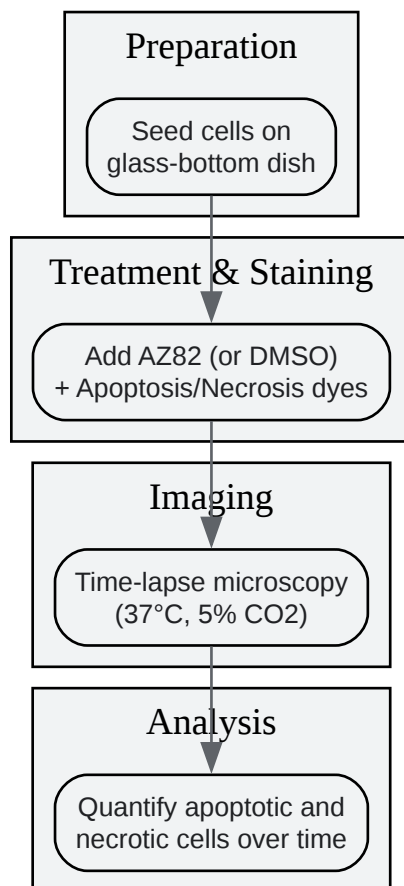 Preparation
Seed cells on
glass-bottom dish
Treatment & Staining
Add AZ82 (or DMSO)
+ Apoptosis/Necrosis dyes
Imaging
Time-lapse microscopy
(37°C, 5% CO2)
Analysis
Quantify apoptotic and
necrotic cells over time